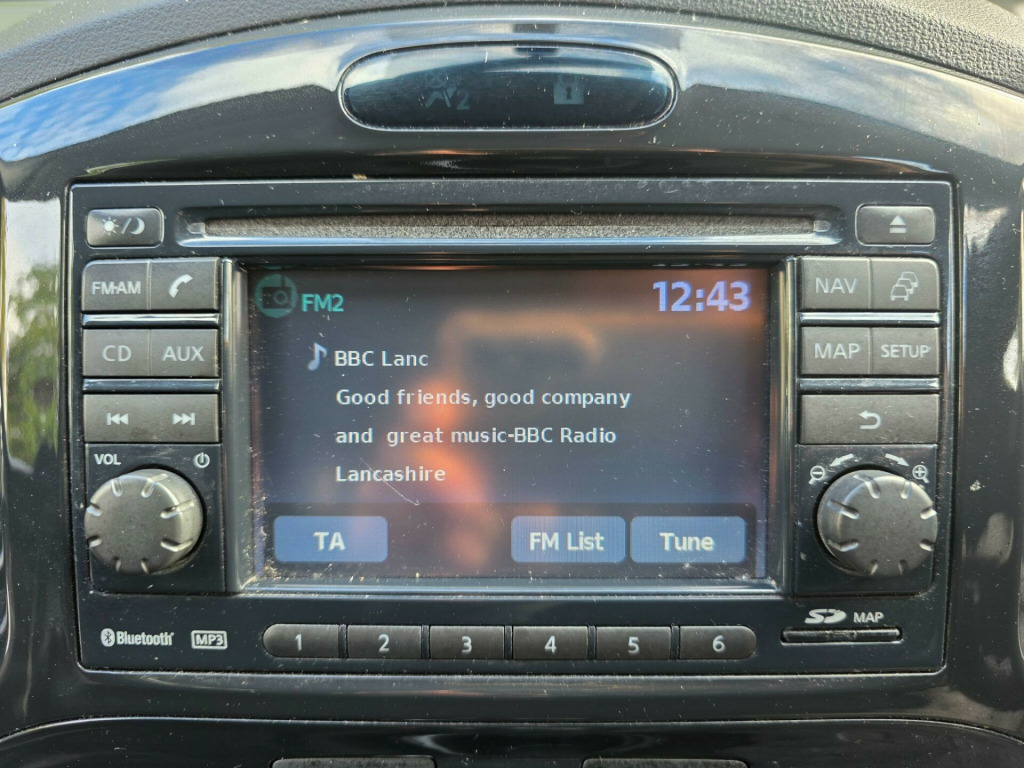 2
FM·AM
CD AUX
VOL
FM2 12:43
BBC Lanc
Good friends, good company
and great music-BBC Radio
Lancashire
TA FM List Tune
NAV
MAP SETUP
Bluetooth MP3
1 2 3 4 5 6
SD MAP